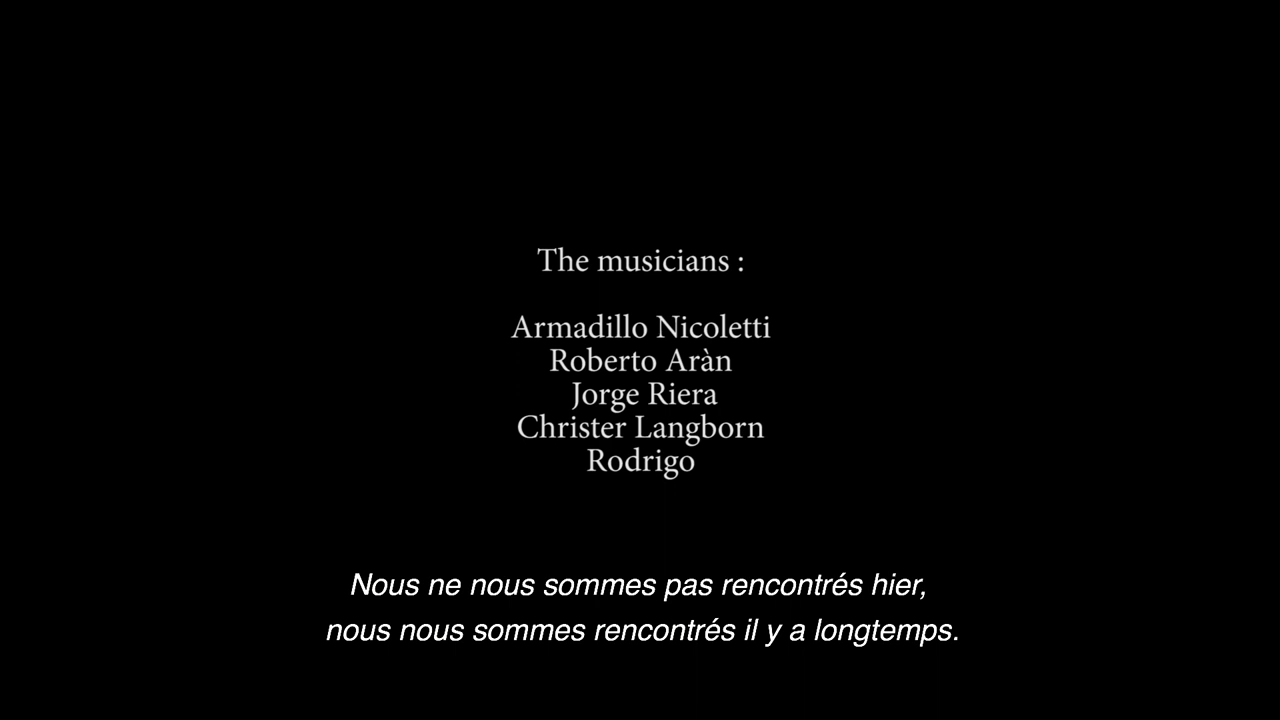 The musicians :
Armadillo Nicoletti
Roberto Aràn
Jorge Riera
Christer Langborn
Rodrigo
Nous ne nous sommes pas rencontrés hier,
nous nous sommes rencontrés il y a longtemps.